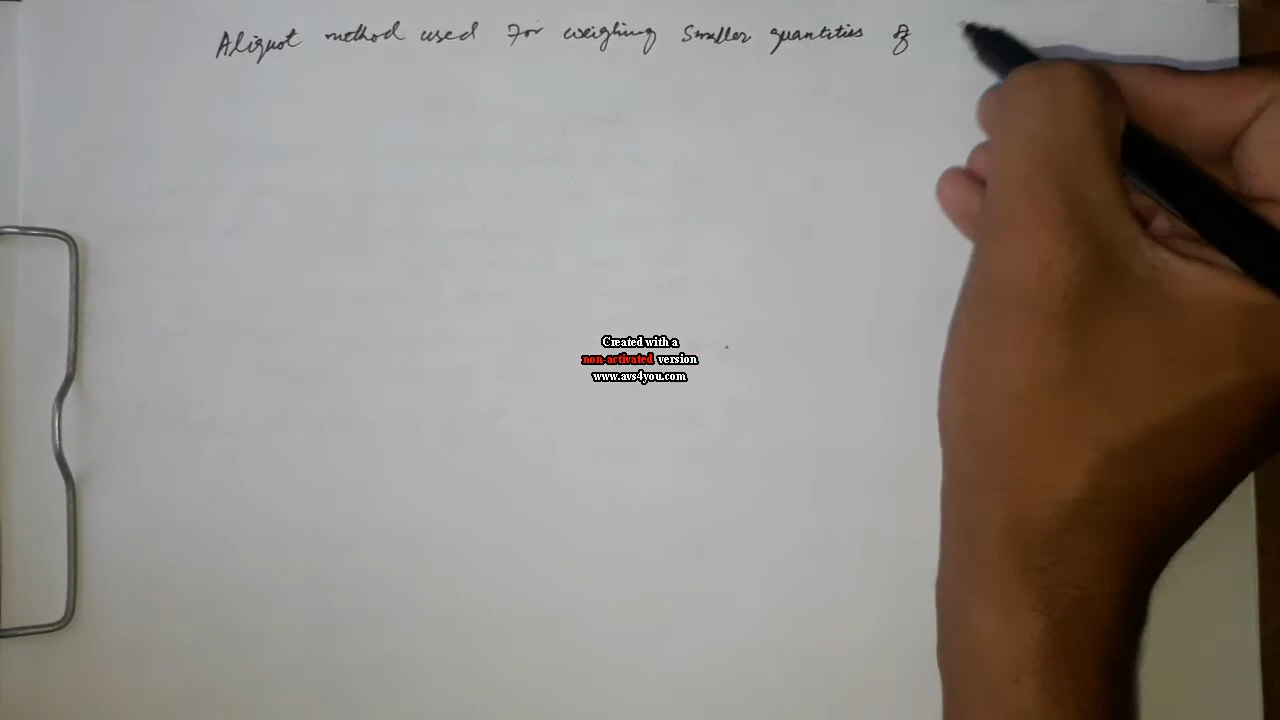 Aliquot method used for weighing smaller quantities of
Created with a
non-activated version
www.avs4you.com